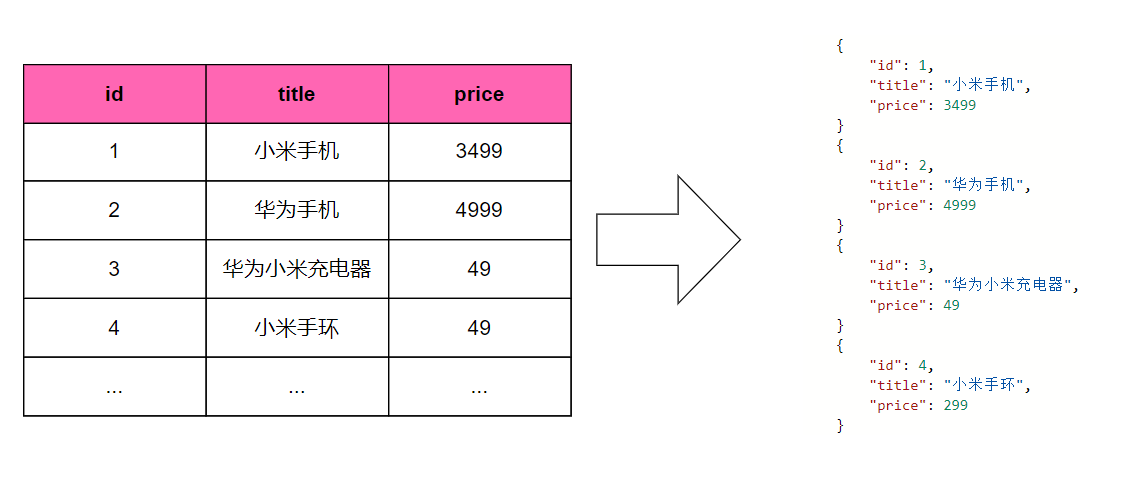 id title price
1 小米手机 3499
2 华为手机 4999
3 华为小米充电器 49
4 小米手环 49
... ... ...
{
"id": 1,
"title": "小米手机",
"price": 3499
}
{
"id": 2,
"title": "华为手机",
"price": 4999
}
{
"id": 3,
"title": "华为小米充电器",
"price": 49
}
{
"id": 4,
"title": "小米手环",
"price": 299
}